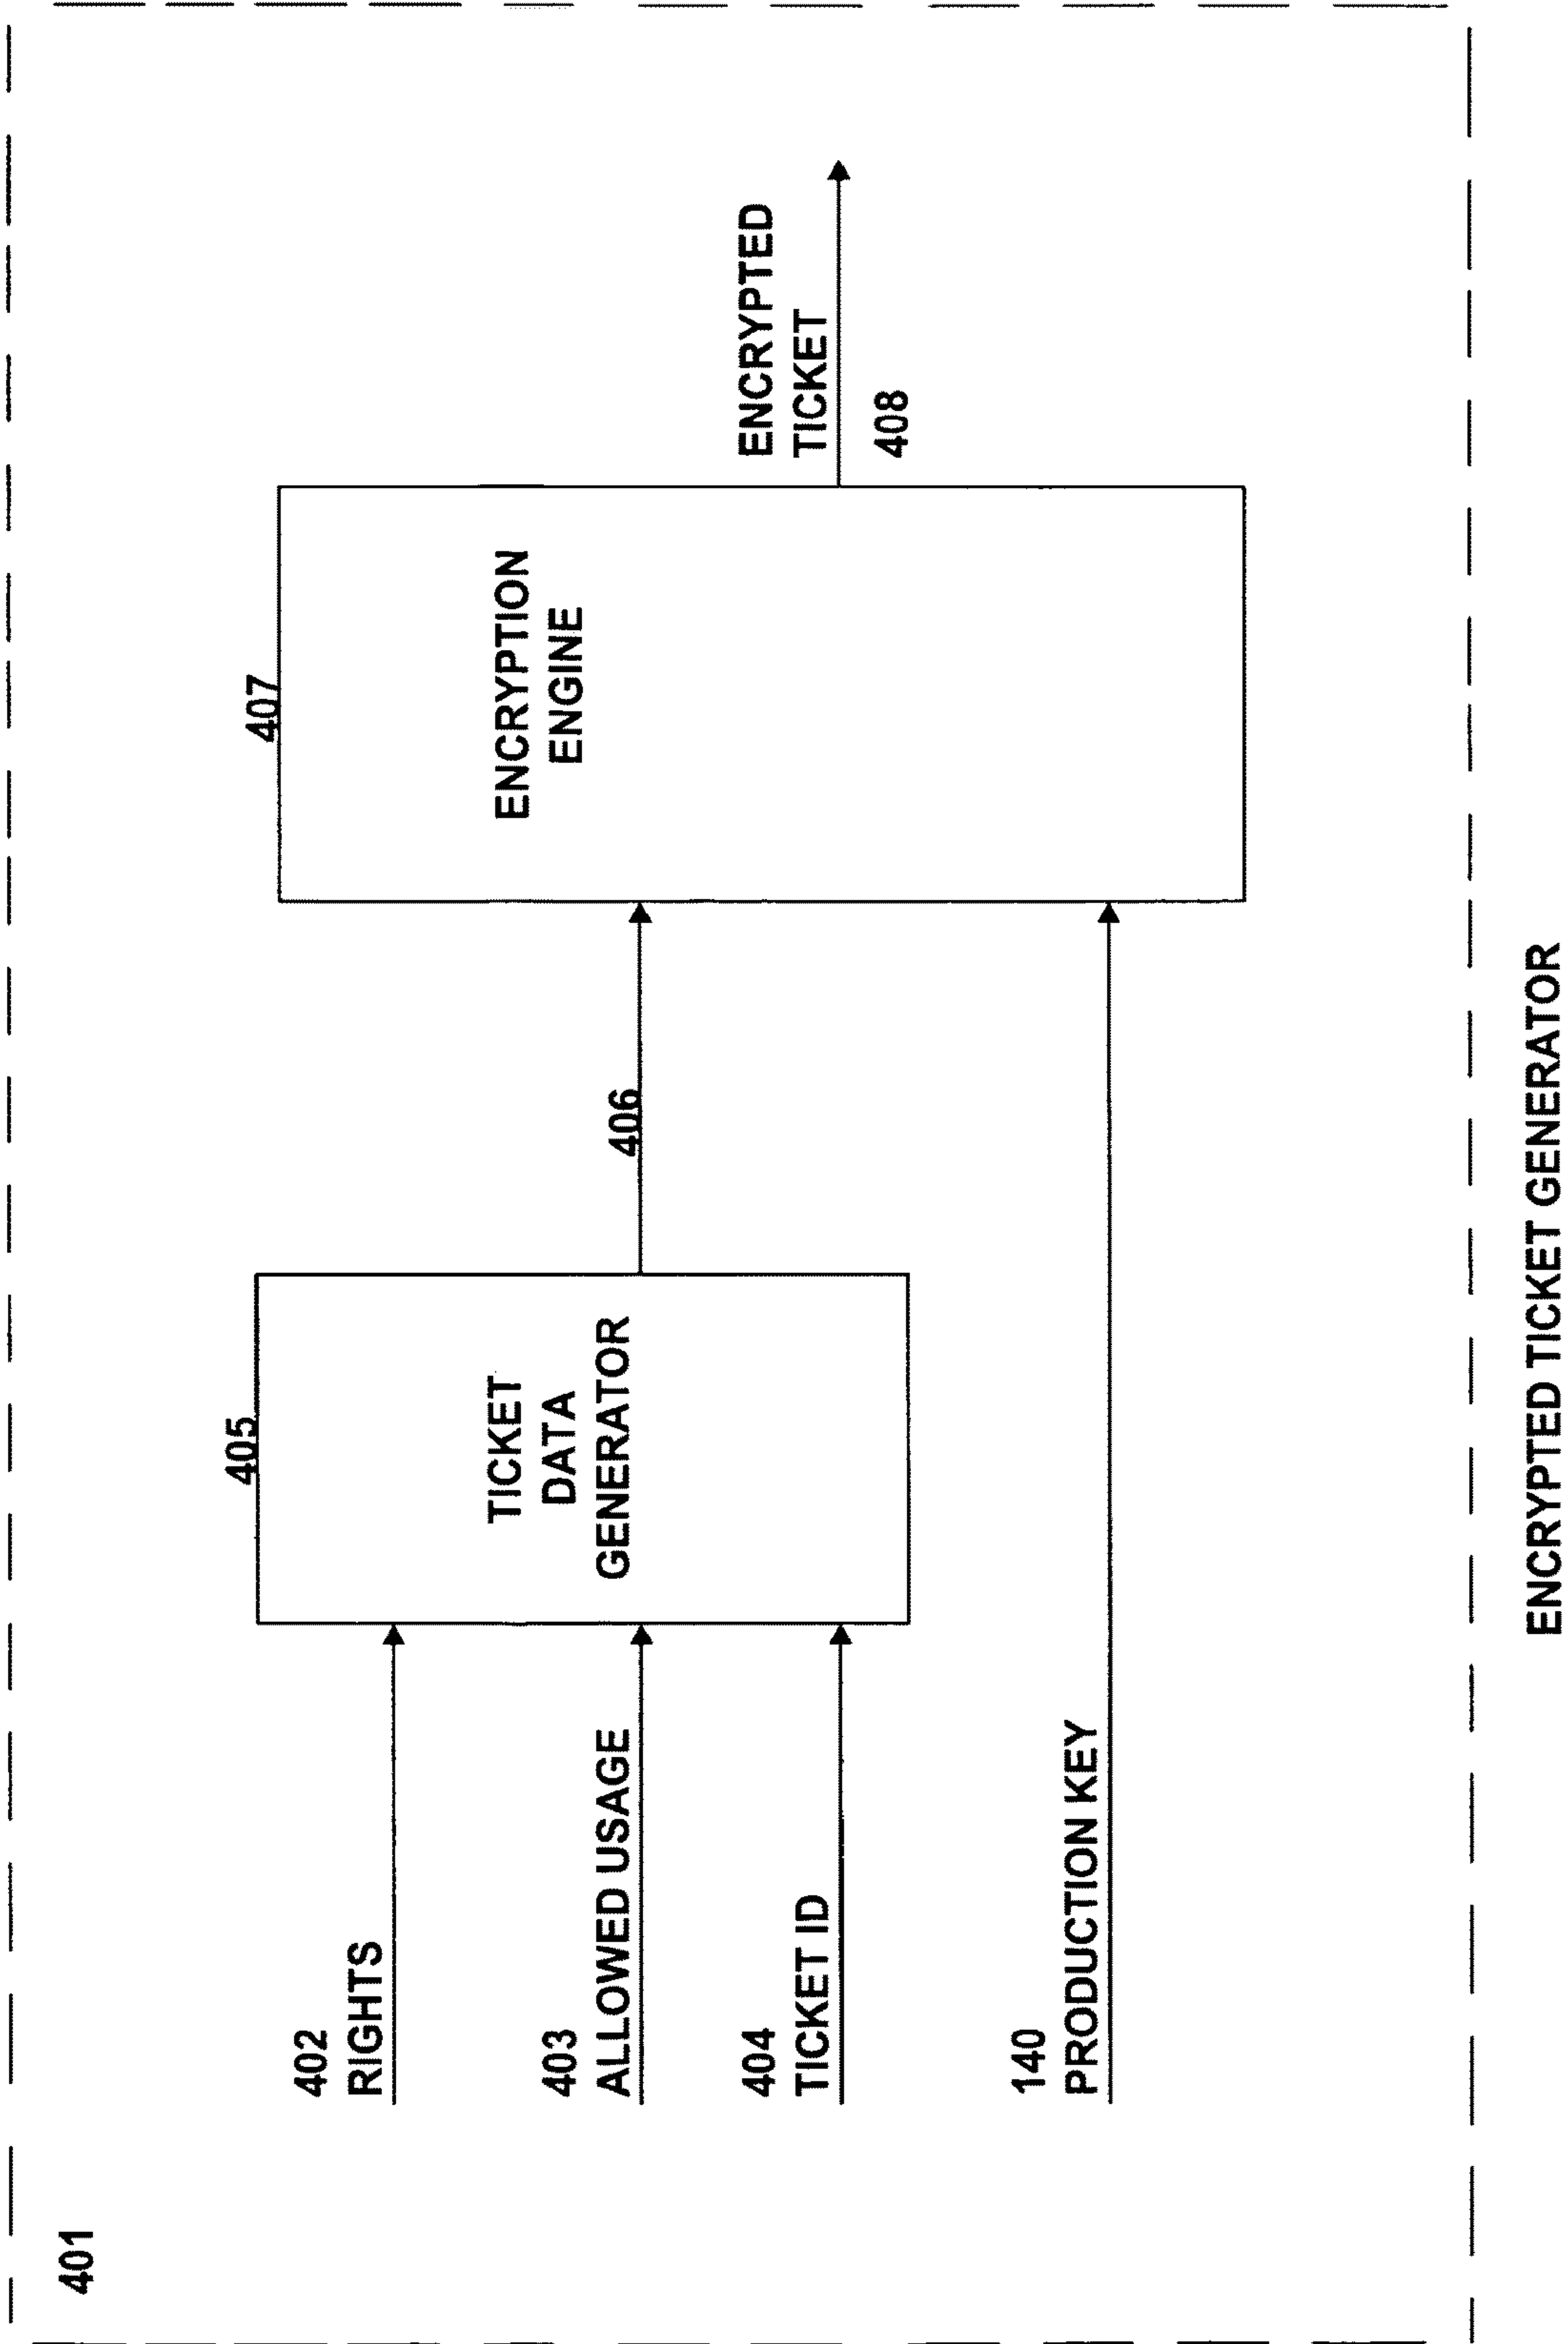 401
402
RIGHTS
403
ALLOWED USAGE
404
TICKET ID
140
PRODUCTION KEY
405
TICKET
DATA
GENERATOR
406
407
ENCRYPTION
ENGINE
ENCRYPTED
TICKET
408
ENCRYPTED TICKET GENERATOR